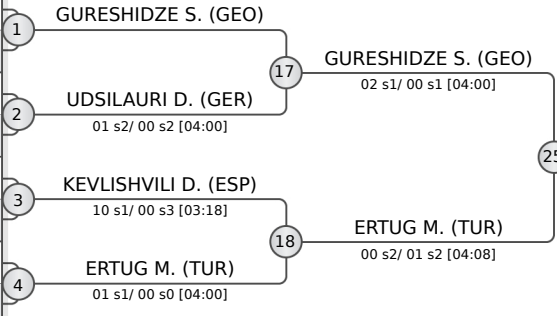 GURESHIDZE S. (GEO)
1
17
GURESHIDZE S. (GEO)
02 s1/ 00 s1 [04:00]
UDSILAURI D. (GER)
2
01 s2/ 00 s2 [04:00]
25
KEVLISHVILI D. (ESP)
3
10 s1/ 00 s3 [03:18]
18
ERTUG M. (TUR)
00 s2/ 01 s2 [04:08]
ERTUG M. (TUR)
4
01 s1/ 00 s0 [04:00]